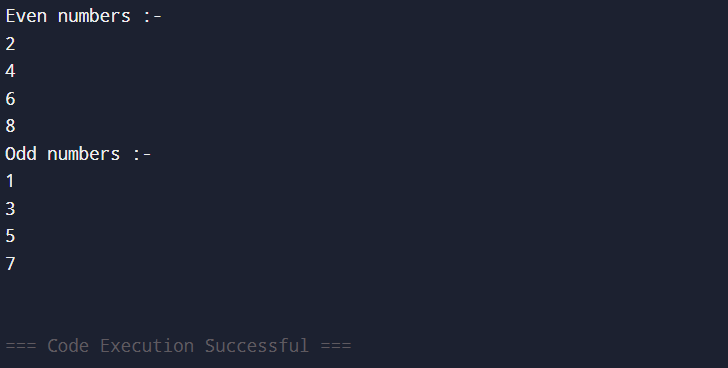 Even numbers :-
2
4
6
8
Odd numbers :-
1
3
5
7
=== Code Execution Successful ===